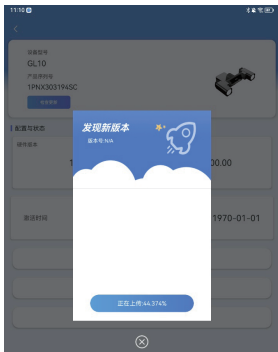 11:10
设备型号
GL10
产品序列号
1PNX303194SC
配置与状态
硬件版本
发现新版本
版本号:N/A
1
00.00
激活时间
1970-01-01
正在上传:44.374%